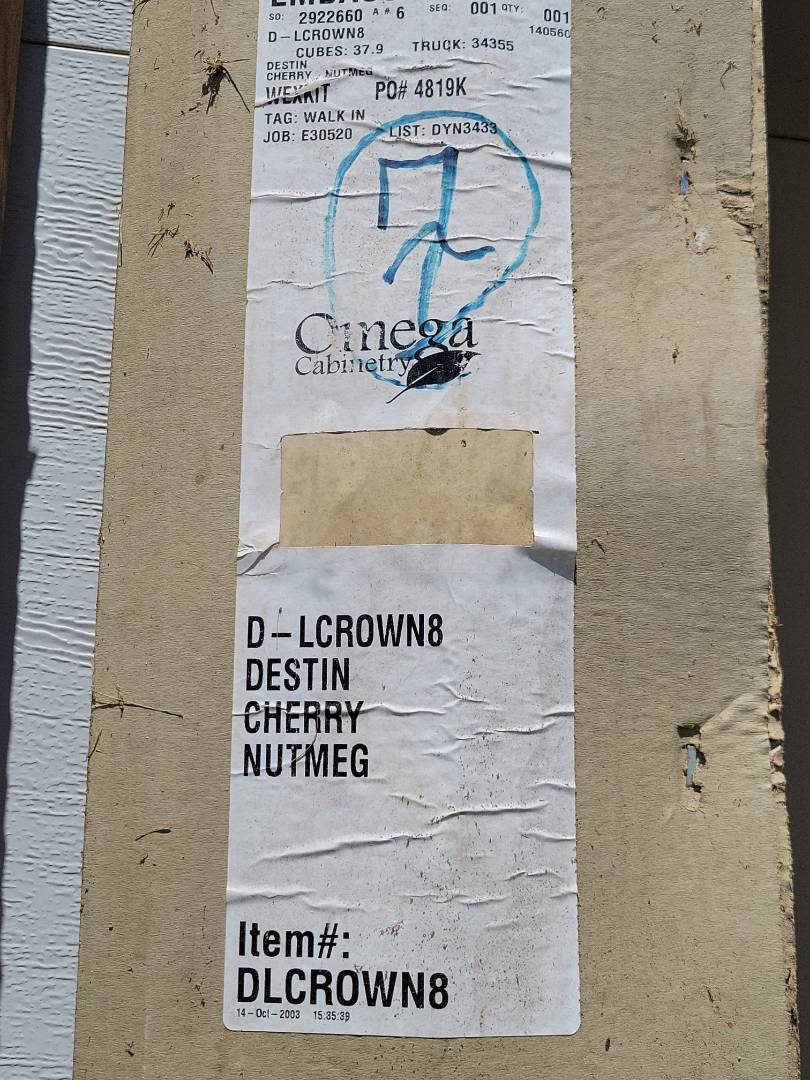 SO: 2922660 A # 6 SEQ: 001 QTY: 001
D-LCROWN8 140560
CUBES: 37.9 TRUCK: 34355
DESTIN
CHERRY NUTMEG
WEXKIT PO# 4819K
TAG: WALK IN
JOB: E30520 LIST: DYN3433
Omega
Cabinetry
D-LCROWN8
DESTIN
CHERRY
NUTMEG
Item#:
DLCROWN8
14-Oct-2003 15:35:39